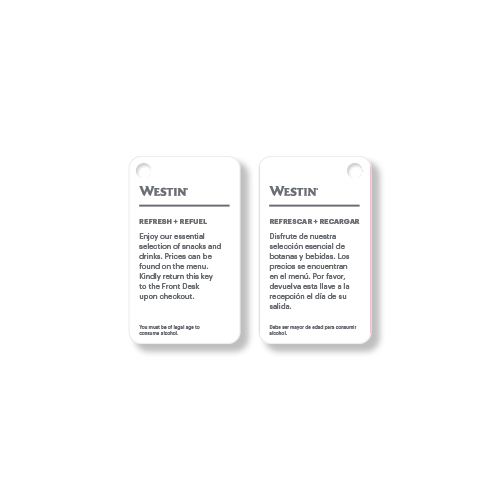 WESTIN
REFRESH + REFUEL
Enjoy our essential
selection of snacks and
drinks. Prices can be
found on the menu.
Kindly return this key
to the Front Desk
upon checkout.
You must be of legal age to
consume alcohol.
WESTIN
REFRESCAR + RECARGAR
Disfrute de nuestra
selección esencial de
botanas y bebidas. Los
precios se encuentran
en el menú. Por favor,
devuelva esta llave a la
recepción el día de su
salida.
Debe ser mayor de edad para consumir
alcohol.